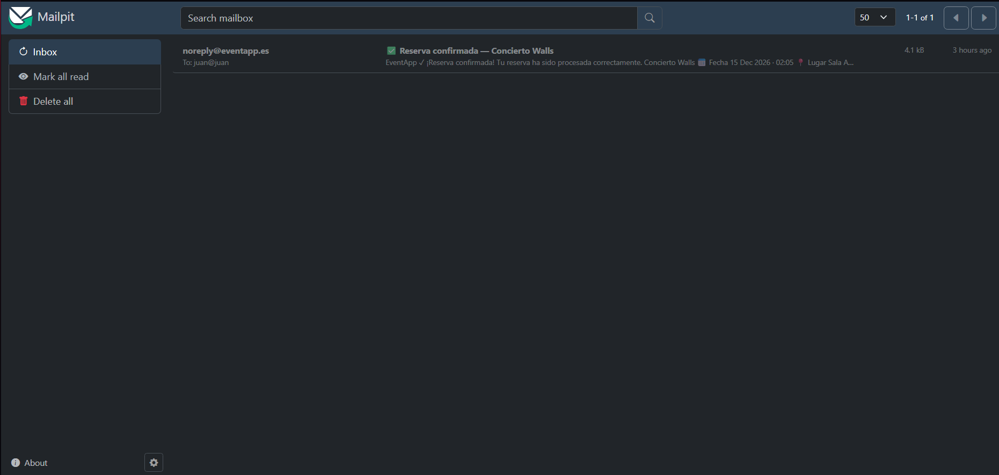 Mailpit
Search mailbox
50
1-1 of 1
Inbox
Mark all read
Delete all
noreply@eventapp.es
To: juan@juan
✅ Reserva confirmada — Concierto Walls
EventApp ✓ ¡Reserva confirmada! Tu reserva ha sido procesada correctamente. Concierto Walls 📅 Fecha 15 Dec 2026 · 02:05 📍 Lugar Sala A...
4.1 kB
3 hours ago
About